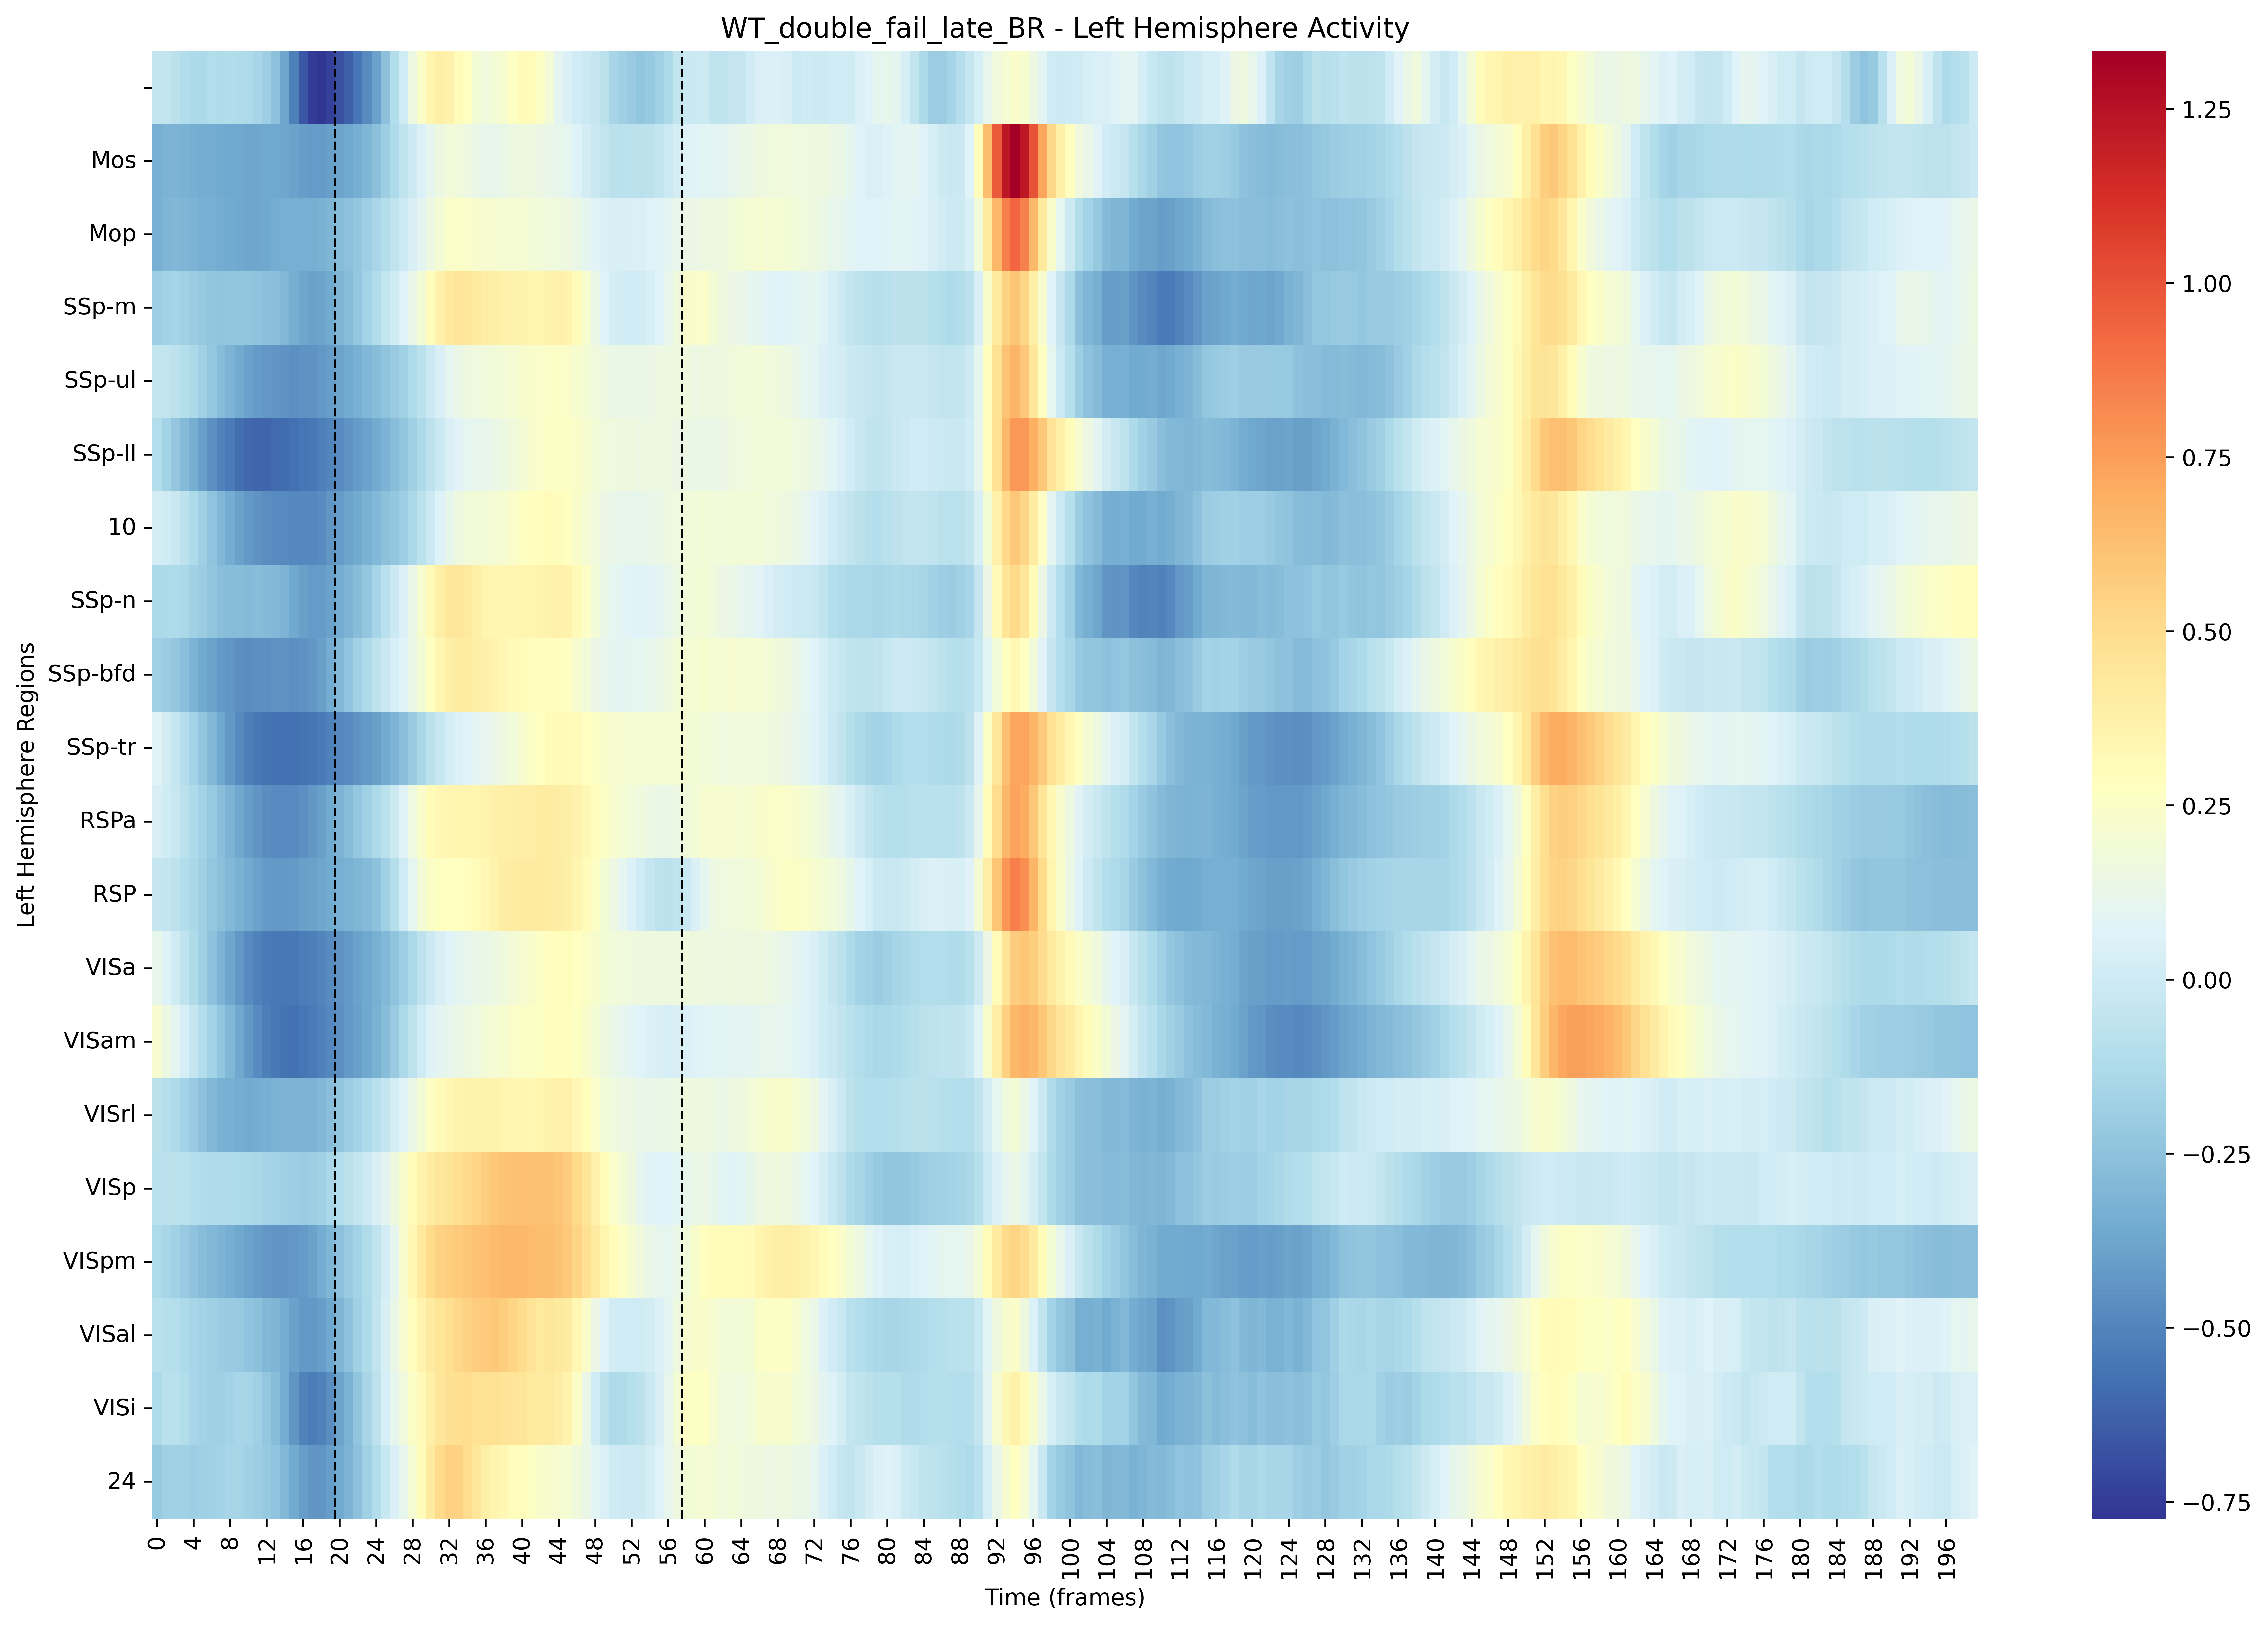 WT_double_fail_late_BR - Left Hemisphere Activity
Left Hemisphere Regions
Mos
Mop
SSp-m
SSp-ul
SSp-ll
10
SSp-n
SSp-bfd
SSp-tr
RSPa
RSP
VISa
VISam
VISrl
VISp
VISpm
VISal
VISi
24
0 4 8 12 16 20 24 28 32 36 40 44 48 52 56 60 64 68 72 76 80 84 88 92 96 100 104 108 112 116 120 124 128 132 136 140 144 148 152 156 160 164 168 172 176 180 184 188 192 196
Time (frames)
1.25
1.00
0.75
0.50
0.25
0.00
−0.25
−0.50
−0.75